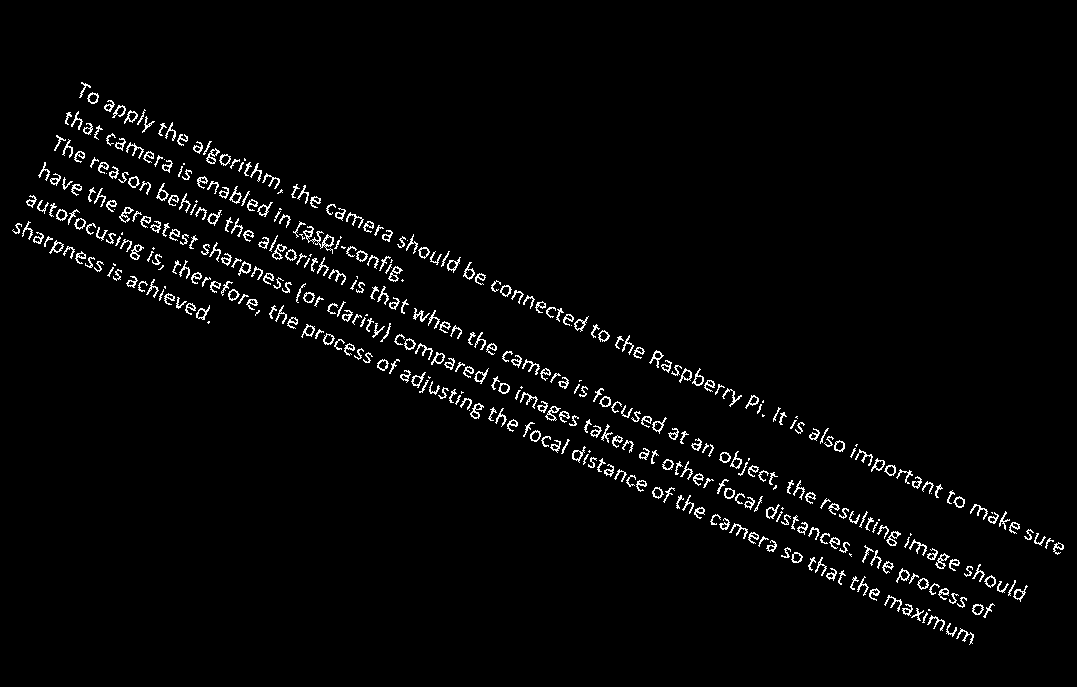 To apply the algorithm, the camera should be connected to the Raspberry Pi. It is also important to make sure
that camera is enabled in raspi-config.
The reason behind the algorithm is that when the camera is focused at an object, the resulting image should
have the greatest sharpness (or clarity) compared to images taken at other focal distances. The process of
autofocusing is, therefore, the process of adjusting the focal distance of the camera so that the maximum
sharpness is achieved.